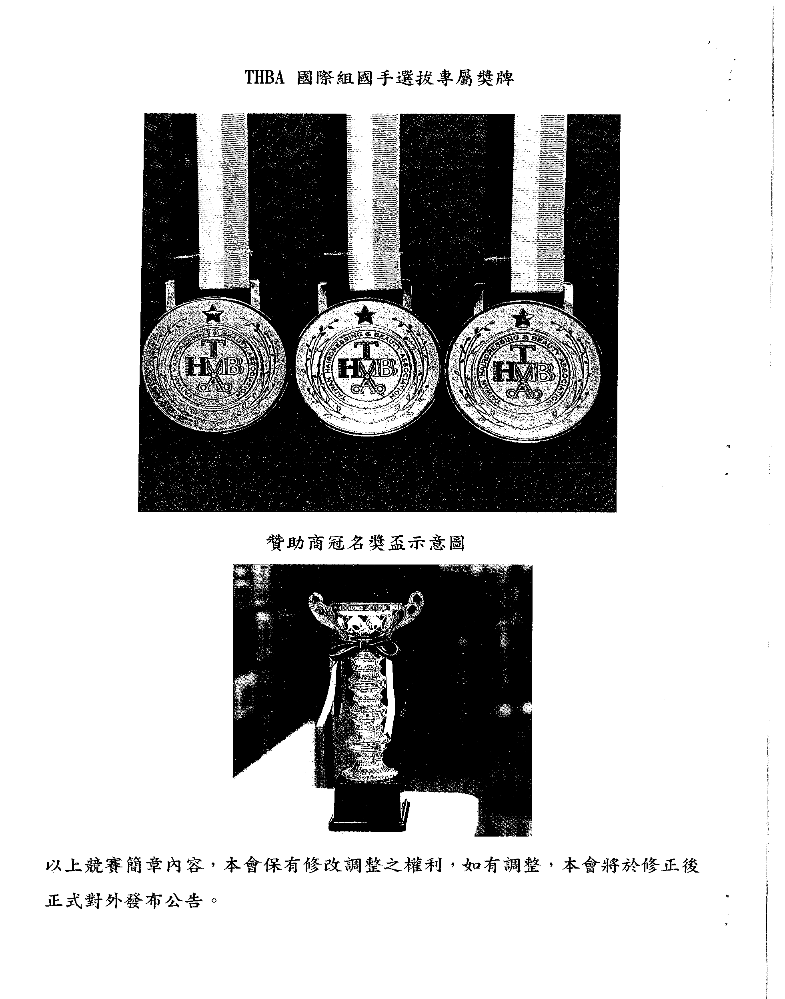 THBA 國際組國手選拔專屬獎牌
TAIWAN HAIRDRESSING & BEAUTY ASSOCIATION
T
HMB
TAIWAN HAIRDRESSING & BEAUTY ASSOCIATION
T
HMB
TAIWAN HAIRDRESSING & BEAUTY ASSOCIATION
T
HMB
贊助商冠名獎盃示意圖
以上競賽簡章內容，本會保有修改調整之權利，如有調整，本會將於修正後
正式對外發布公告。